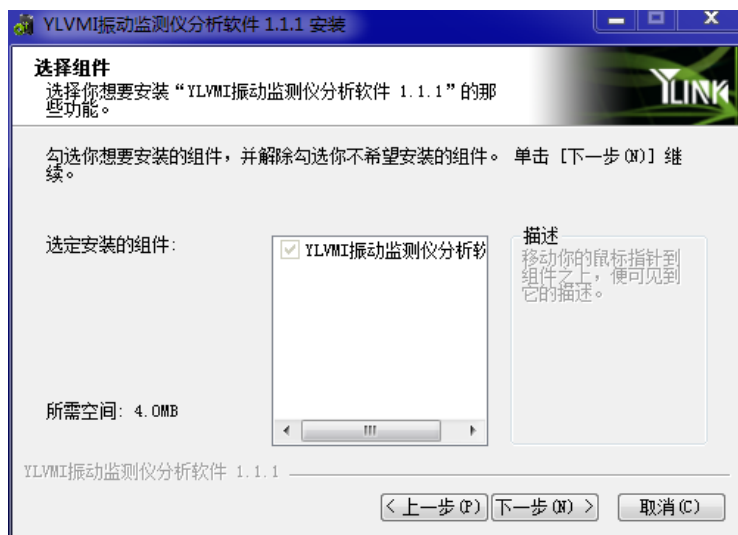 YLVMI振动监测仪分析软件 1.1.1 安装
选择组件
选择你想要安装“YLVMI振动监测仪分析软件 1.1.1”的那
些功能。
YLINK
勾选你想要安装的组件，并解除勾选你不希望安装的组件。 单击 [下一步(N)] 继
续。
选定安装的组件:
YLVMI振动监测仪分析软
描述
移动你的鼠标指针到
组件之上，便可见到
它的描述。
所需空间: 4.0MB
YLVMI振动监测仪分析软件 1.1.1
< 上一步(P) 下一步(N) > 取消(C)